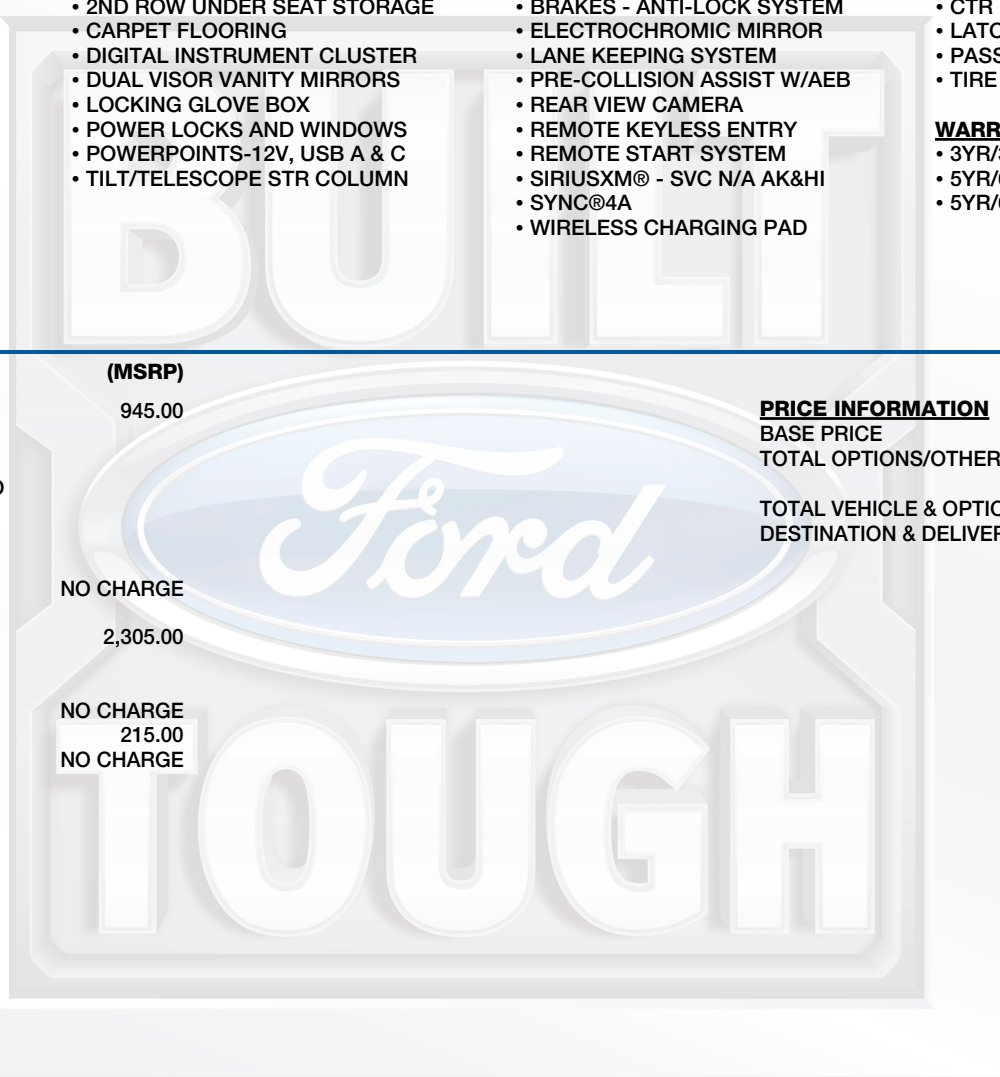 • 2ND ROW UNDER SEAT STORAGE
• CARPET FLOORING
• DIGITAL INSTRUMENT CLUSTER
• DUAL VISOR VANITY MIRRORS
• LOCKING GLOVE BOX
• POWER LOCKS AND WINDOWS
• POWERPOINTS-12V, USB A & C
• TILT/TELESCOPE STR COLUMN
• BRAKES - ANTI-LOCK SYSTEM
• ELECTROCHROMIC MIRROR
• LANE KEEPING SYSTEM
• PRE-COLLISION ASSIST W/AEB
• REAR VIEW CAMERA
• REMOTE KEYLESS ENTRY
• REMOTE START SYSTEM
• SIRIUSXM® - SVC N/A AK&HI
• SYNC®4A
• WIRELESS CHARGING PAD
• CTR
• LATC
• PASS
• TIRE
WARR
• 3YR/
• 5YR/
• 5YR/
BUILT
(MSRP)
945.00
NO CHARGE
2,305.00
NO CHARGE
215.00
NO CHARGE
Ford
TOUGH
PRICE INFORMATION
BASE PRICE
TOTAL OPTIONS/OTHER
TOTAL VEHICLE & OPTIO
DESTINATION & DELIVER